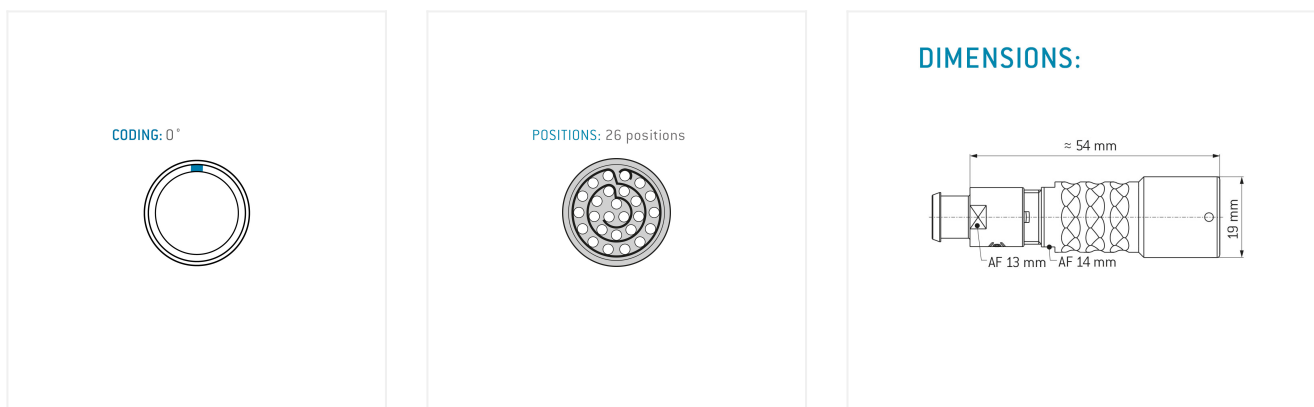 CODING: 0°
POSITIONS: 26 positions
DIMENSIONS:
≈ 54 mm
19 mm
AF 13 mm
AF 14 mm